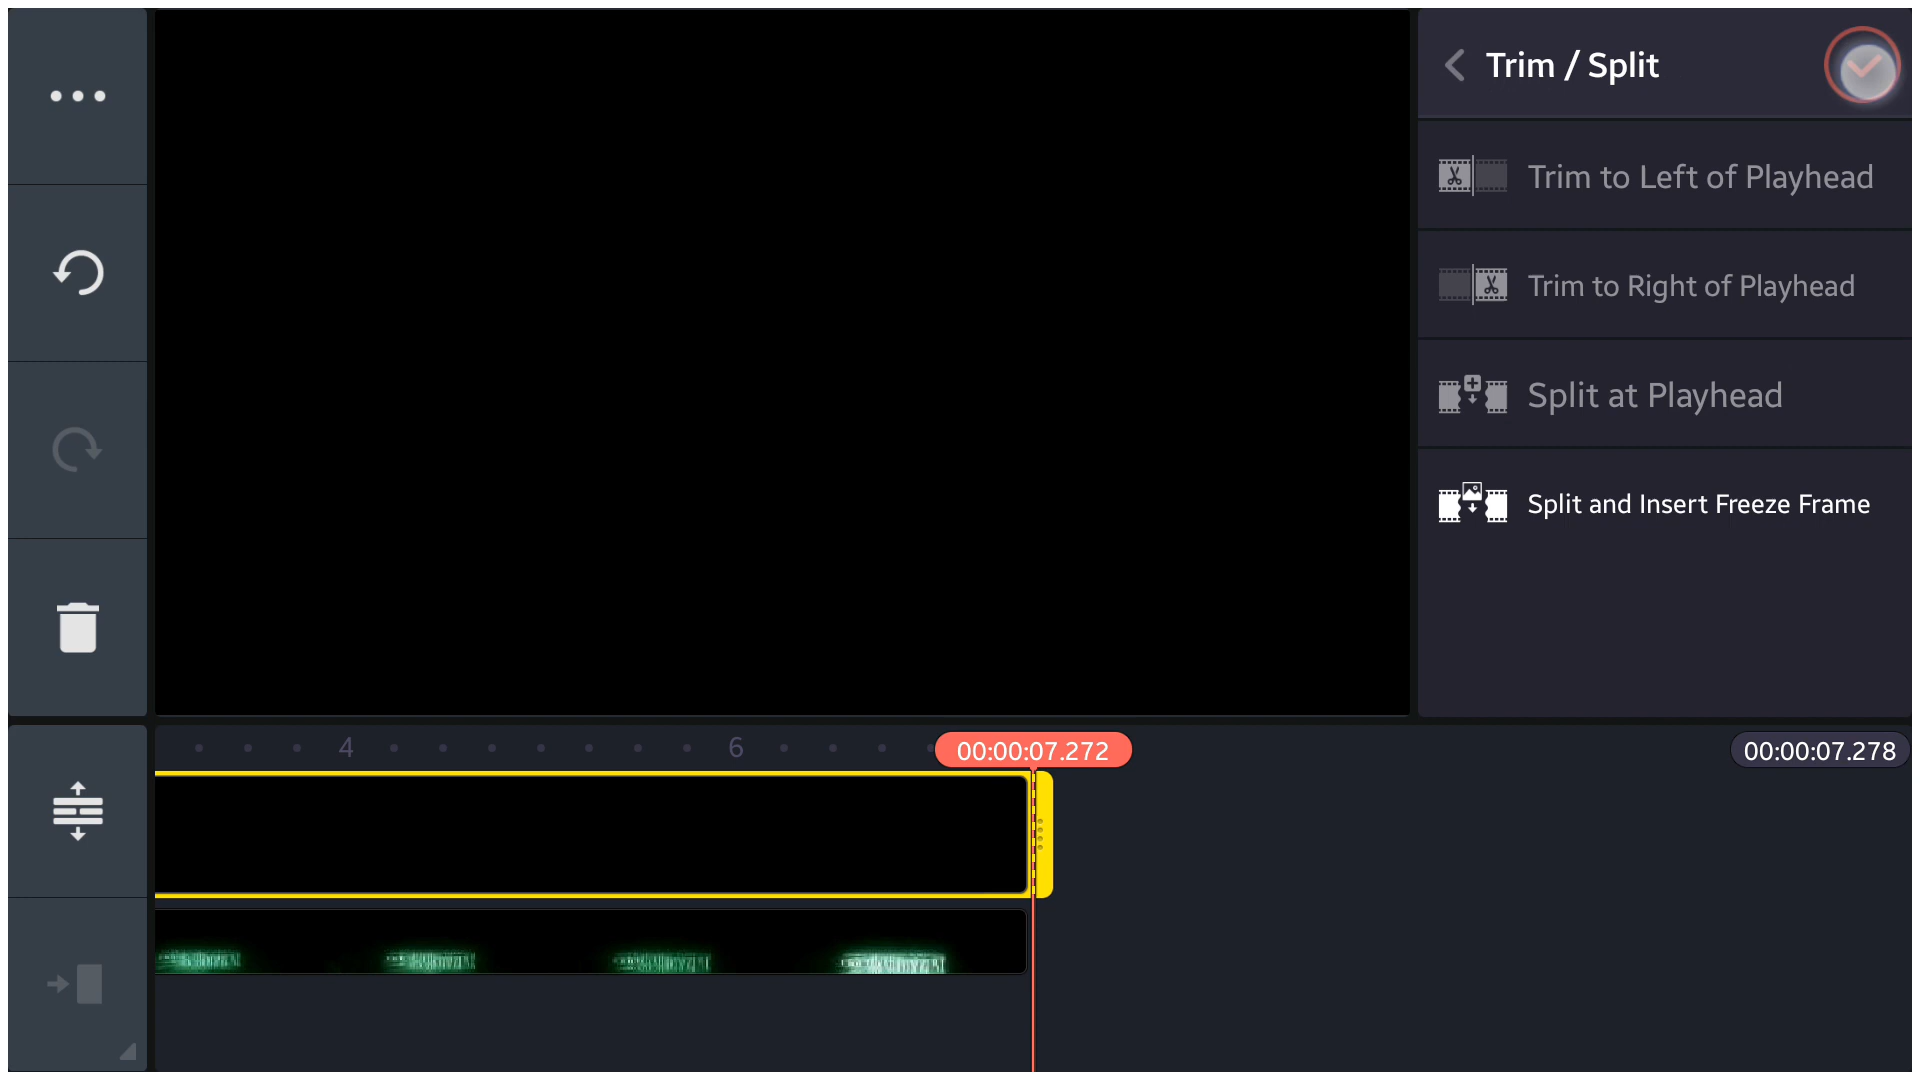 Trim / Split
Trim to Left of Playhead
Trim to Right of Playhead
Split at Playhead
Split and Insert Freeze Frame
4
6
00:00:07.272
00:00:07.278